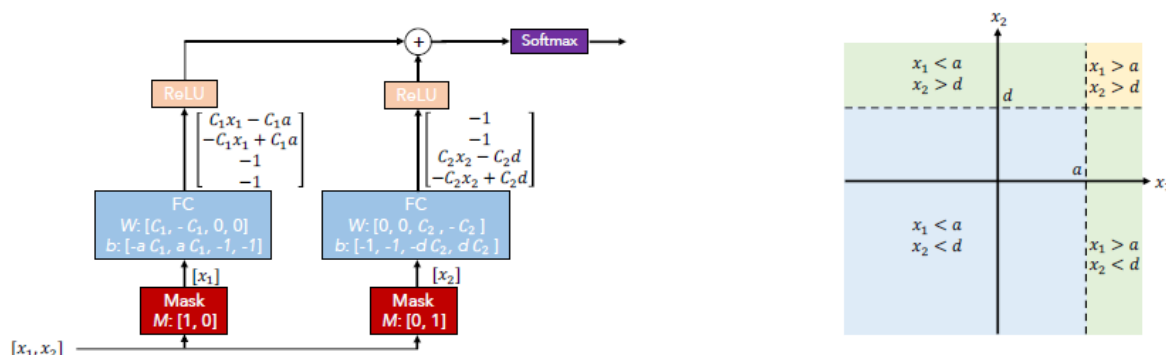 Softmax
+
ReLU
ReLU
C₁x₁ − C₁a
−C₁x₁ + C₁a
−1
−1
−1
−1
C₂x₂ − C₂d
−C₂x₂ + C₂d
FC
W: [C₁, - C₁, 0, 0]
b: [-a C₁, a C₁, -1, -1]
FC
W: [0, 0, C₂ , - C₂ ]
b: [-1, -1, -d C₂, d C₂ ]
[x₁]
[x₂]
Mask
M: [1, 0]
Mask
M: [0, 1]
[x₁, x₂]
x₂
x₁ < a
x₂ > d
x₁ > a
x₂ > d
d
a
x₁ < a
x₂ < d
x₁ > a
x₂ < d